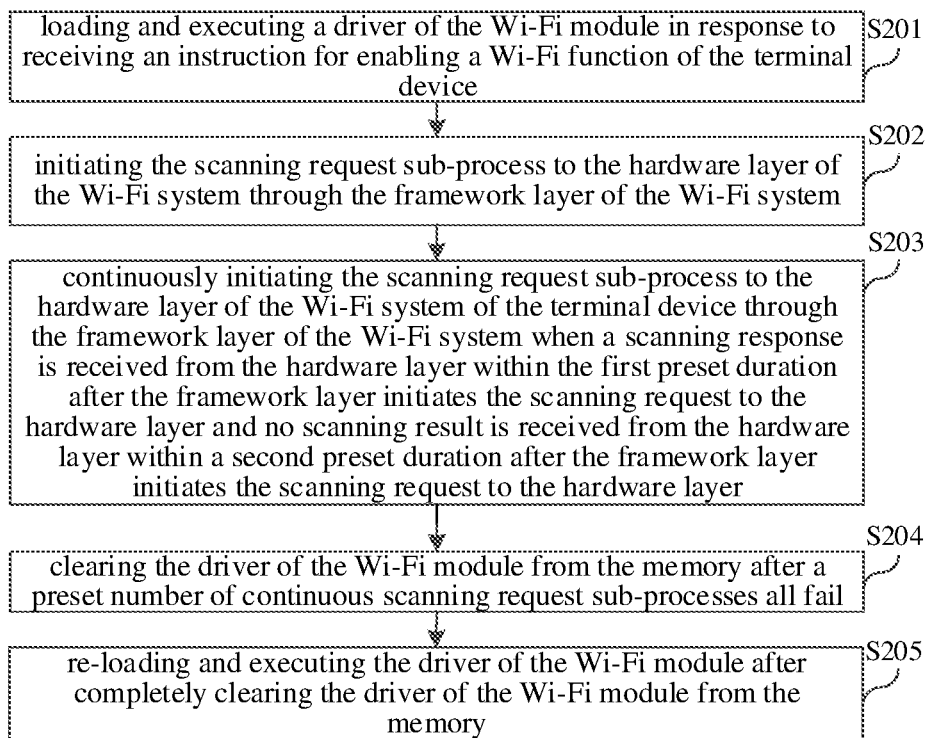 loading and executing a driver of the Wi-Fi module in response to
receiving an instruction for enabling a Wi-Fi function of the terminal
device
S201
initiating the scanning request sub-process to the hardware layer of
the Wi-Fi system through the framework layer of the Wi-Fi system
S202
continuously initiating the scanning request sub-process to the
hardware layer of the Wi-Fi system of the terminal device through
the framework layer of the Wi-Fi system when a scanning response
is received from the hardware layer within the first preset duration
after the framework layer initiates the scanning request to the
hardware layer and no scanning result is received from the hardware
layer within a second preset duration after the framework layer
initiates the scanning request to the hardware layer
S203
clearing the driver of the Wi-Fi module from the memory after a
preset number of continuous scanning request sub-processes all fail
S204
re-loading and executing the driver of the Wi-Fi module after
completely clearing the driver of the Wi-Fi module from the
memory
S205